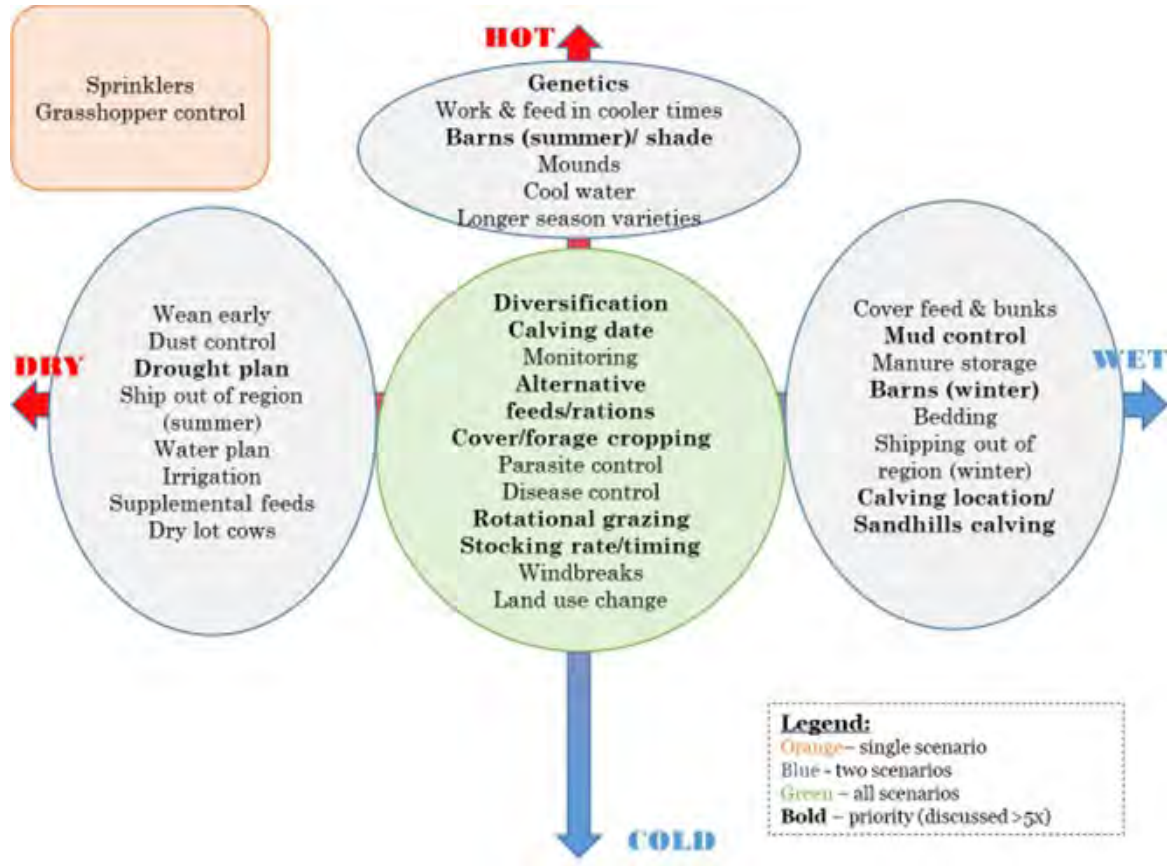 Sprinklers
Grasshopper control
HOT
Genetics
Work & feed in cooler times
Barns (summer)/ shade
Mounds
Cool water
Longer season varieties
DRY
Wean early
Dust control
Drought plan
Ship out of region
(summer)
Water plan
Irrigation
Supplemental feeds
Dry lot cows
Diversification
Calving date
Monitoring
Alternative
feeds/rations
Cover/forage cropping
Parasite control
Disease control
Rotational grazing
Stocking rate/timing
Windbreaks
Land use change
Cover feed & bunks
Mud control
Manure storage
Barns (winter)
Bedding
Shipping out of
region (winter)
Calving location/
Sandhills calving
WET
COLD
Legend:
Orange– single scenario
Blue - two scenarios
Green – all scenarios
Bold – priority (discussed >5x)